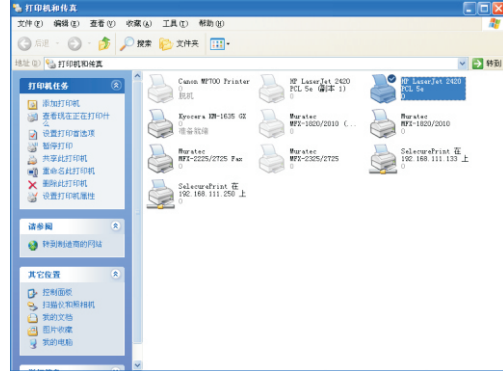 打印机和传真
文件(F) 编辑(E) 查看(V) 收藏(A) 工具(T) 帮助(H)
后退 搜索 文件夹
地址(D) 打印机和传真 转到
打印机任务
添加打印机
查看现在正在打印什么
设置打印首选项
暂停打印
共享此打印机
重命名此打印机
删除此打印机
设置打印机属性
请参阅
转到制造商的网站
其它位置
控制面板
扫描仪和照相机
我的文档
图片收藏
我的电脑
Canon MP700 Printer
0
脱机
HP LaserJet 2420
PCL 5e (副本 1)
0
HP LaserJet 2420
PCL 5e
0
Kyocera KM-1635 GX
0
准备就绪
Muratec
MFX-1820/2010 (...
0
Muratec
MFX-1820/2010
0
Muratec
MFX-2225/2725 Fax
0
Muratec
MFX-2325/2725
0
SelecurePrint 在
192.168.111.133 上
0
SelecurePrint 在
192.168.111.250 上
0